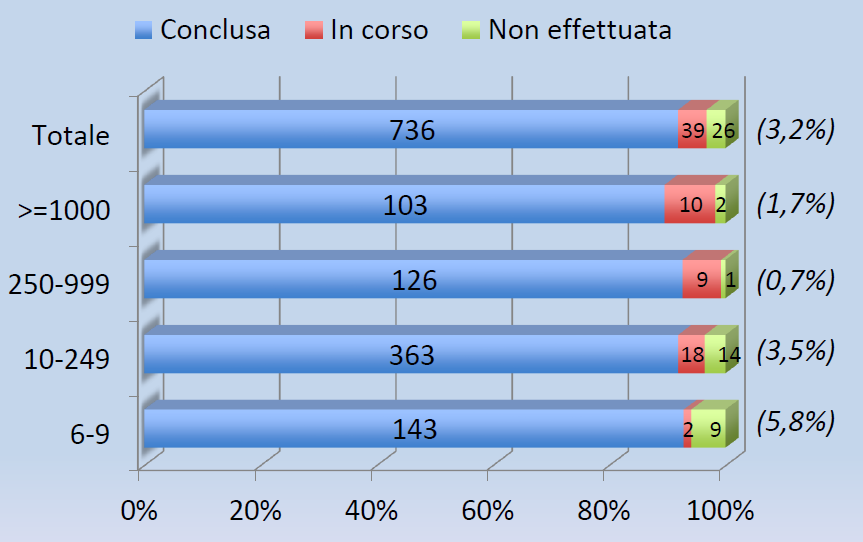 Conclusa In corso Non effettuata
Totale 736 39 26 (3,2%)
>=1000 103 10 2 (1,7%)
250-999 126 9 1 (0,7%)
10-249 363 18 14 (3,5%)
6-9 143 2 9 (5,8%)
0% 20% 40% 60% 80% 100%